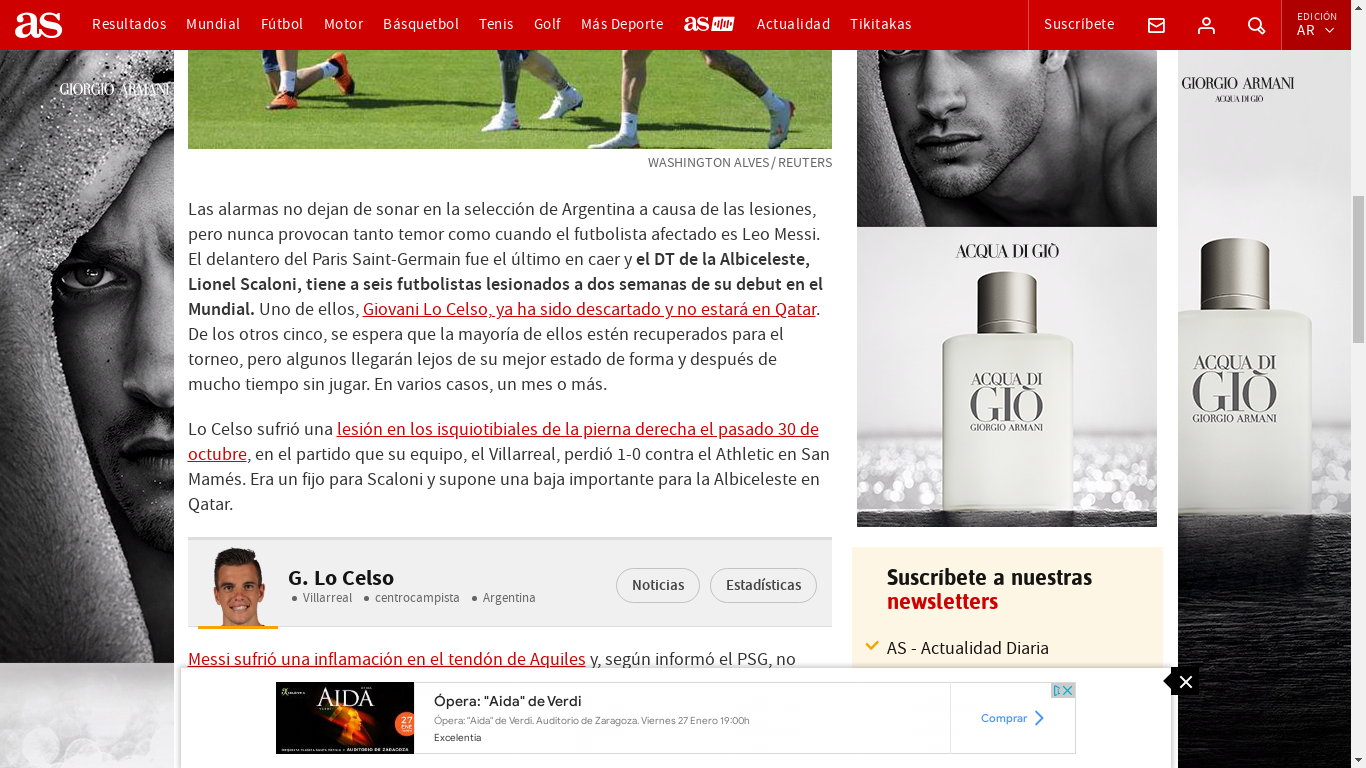 as
Resultados
Mundial
Fútbol
Motor
Básquetbol
Tenis
Golf
Más Deporte
as
Actualidad
Tikitakas
Suscríbete
EDICIÓN
AR
GIORGIO ARMANI
WASHINGTON ALVES / REUTERS
Las alarmas no dejan de sonar en la selección de Argentina a causa de las lesiones,
pero nunca provocan tanto temor como cuando el futbolista afectado es Leo Messi.
El delantero del Paris Saint-Germain fue el último en caer y el DT de la Albiceleste,
Lionel Scaloni, tiene a seis futbolistas lesionados a dos semanas de su debut en el
Mundial. Uno de ellos, Giovani Lo Celso, ya ha sido descartado y no estará en Qatar.
De los otros cinco, se espera que la mayoría de ellos estén recuperados para el
torneo, pero algunos llegarán lejos de su mejor estado de forma y después de
mucho tiempo sin jugar. En varios casos, un mes o más.
Lo Celso sufrió una lesión en los isquiotibiales de la pierna derecha el pasado 30 de
octubre, en el partido que su equipo, el Villarreal, perdió 1-0 contra el Athletic en San
Mamés. Era un fijo para Scaloni y supone una baja importante para la Albiceleste en
Qatar.
G. Lo Celso
Villarreal
centrocampista
Argentina
Noticias
Estadísticas
Messi sufrió una inflamación en el tendón de Aquiles y, según informó el PSG, no
ACQUA DI GIÒ
ACQUA DI
GIÒ
GIORGIO ARMANI
Suscríbete a nuestras
newsletters
AS - Actualidad Diaria
GIORGIO ARMANI
ACQUA DI GIÒ
ACQUA DI
GIÒ
GIORGIO ARMANI
AIDA
27
ENE
AUDITORIO DE ZARAGOZA
Ópera: "Aida" de Verdi
Ópera: "Aida" de Verdi. Auditorio de Zaragoza. Viernes 27 Enero 19:00h
Excelentia
Comprar